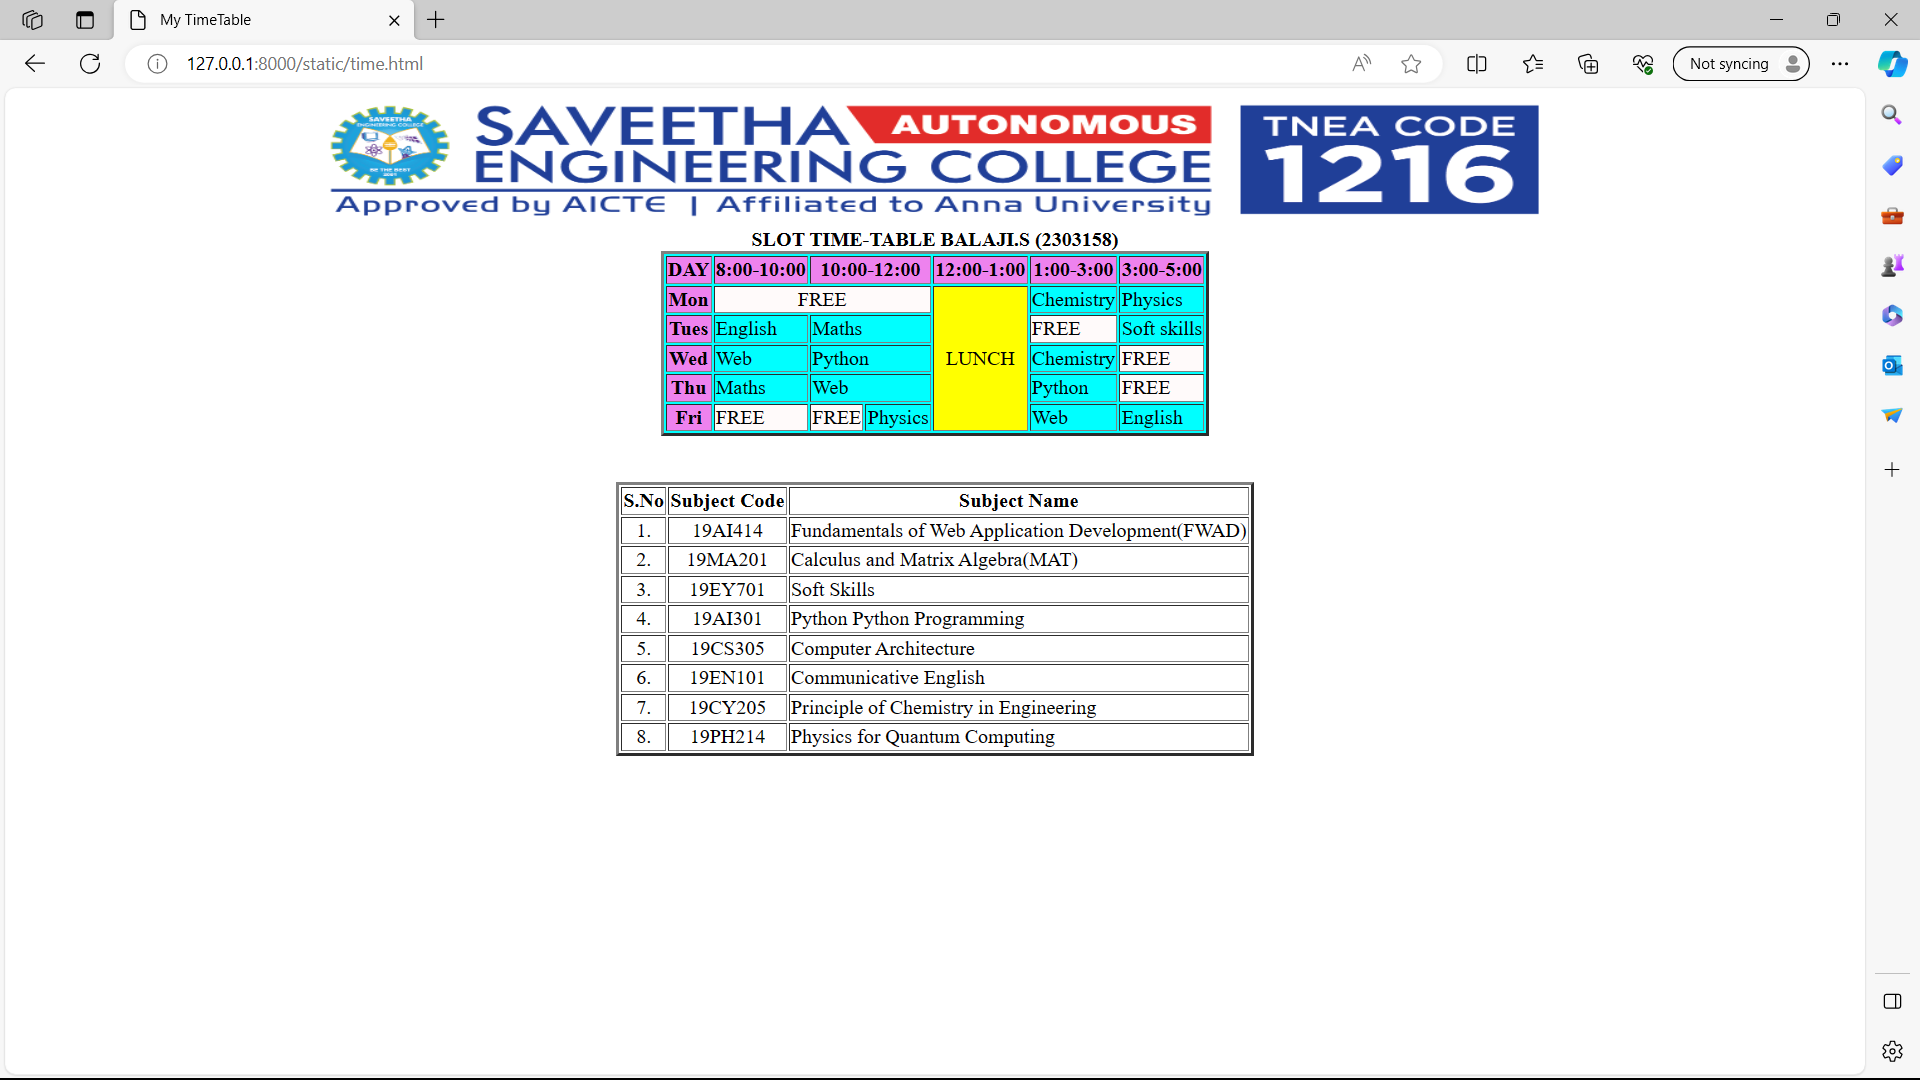 My TimeTable
127.0.0.1:8000/static/time.html
Not syncing
SAVEETHA AUTONOMOUS
ENGINEERING COLLEGE
Approved by AICTE | Affiliated to Anna University
SAVEETHA
ENGINEERING COLLEGE
BE THE BEST
TNEA CODE
1216
SLOT TIME-TABLE BALAJI.S (2303158)
DAY 8:00-10:00 10:00-12:00 12:00-1:00 1:00-3:00 3:00-5:00
Mon FREE Chemistry Physics
Tues English Maths FREE Soft skills
Wed Web Python LUNCH Chemistry FREE
Thu Maths Web Python FREE
Fri FREE FREE Physics Web English
S.No Subject Code Subject Name
1. 19AI414 Fundamentals of Web Application Development(FWAD)
2. 19MA201 Calculus and Matrix Algebra(MAT)
3. 19EY701 Soft Skills
4. 19AI301 Python Python Programming
5. 19CS305 Computer Architecture
6. 19EN101 Communicative English
7. 19CY205 Principle of Chemistry in Engineering
8. 19PH214 Physics for Quantum Computing